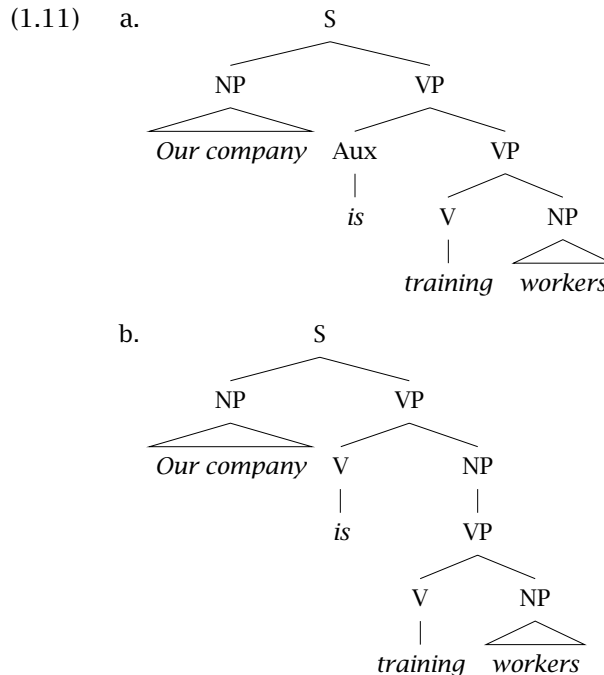 (1.11) a. S
NP VP
Our company Aux VP
is V NP
training workers
b. S
NP VP
Our company V NP
is VP
V NP
training workers